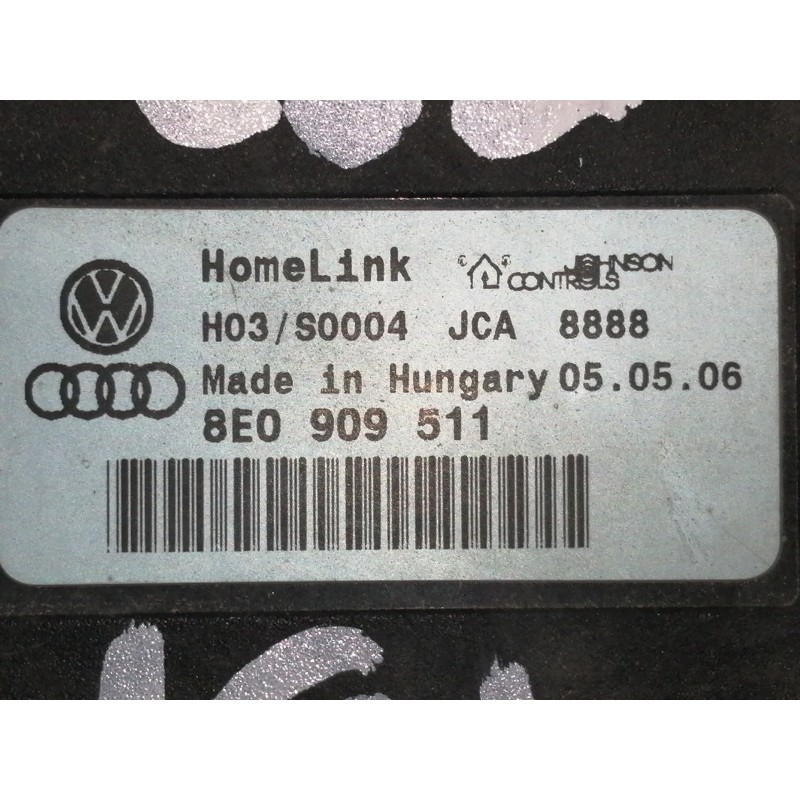 HomeLink JOHNSON CONTROLS
H03/S0004 JCA 8888
Made in Hungary 05.05.06
8E0 909 511